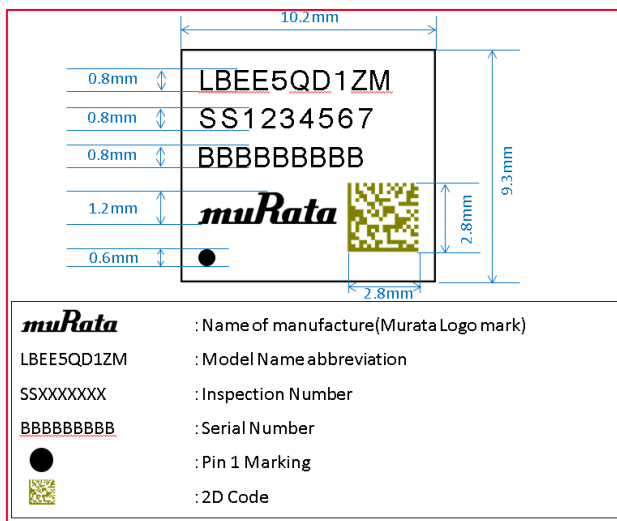 10.2mm
0.8mm
LBEE5QD1ZM
0.8mm
SS1234567
0.8mm
BBBBBBBBB
9.3mm
1.2mm
muRata
2.8mm
0.6mm
2.8mm
muRata : Name of manufacture(Murata Logo mark)
LBEE5QD1ZM : Model Name abbreviation
SSXXXXXXX : Inspection Number
BBBBBBBBB : Serial Number
: Pin 1 Marking
: 2D Code